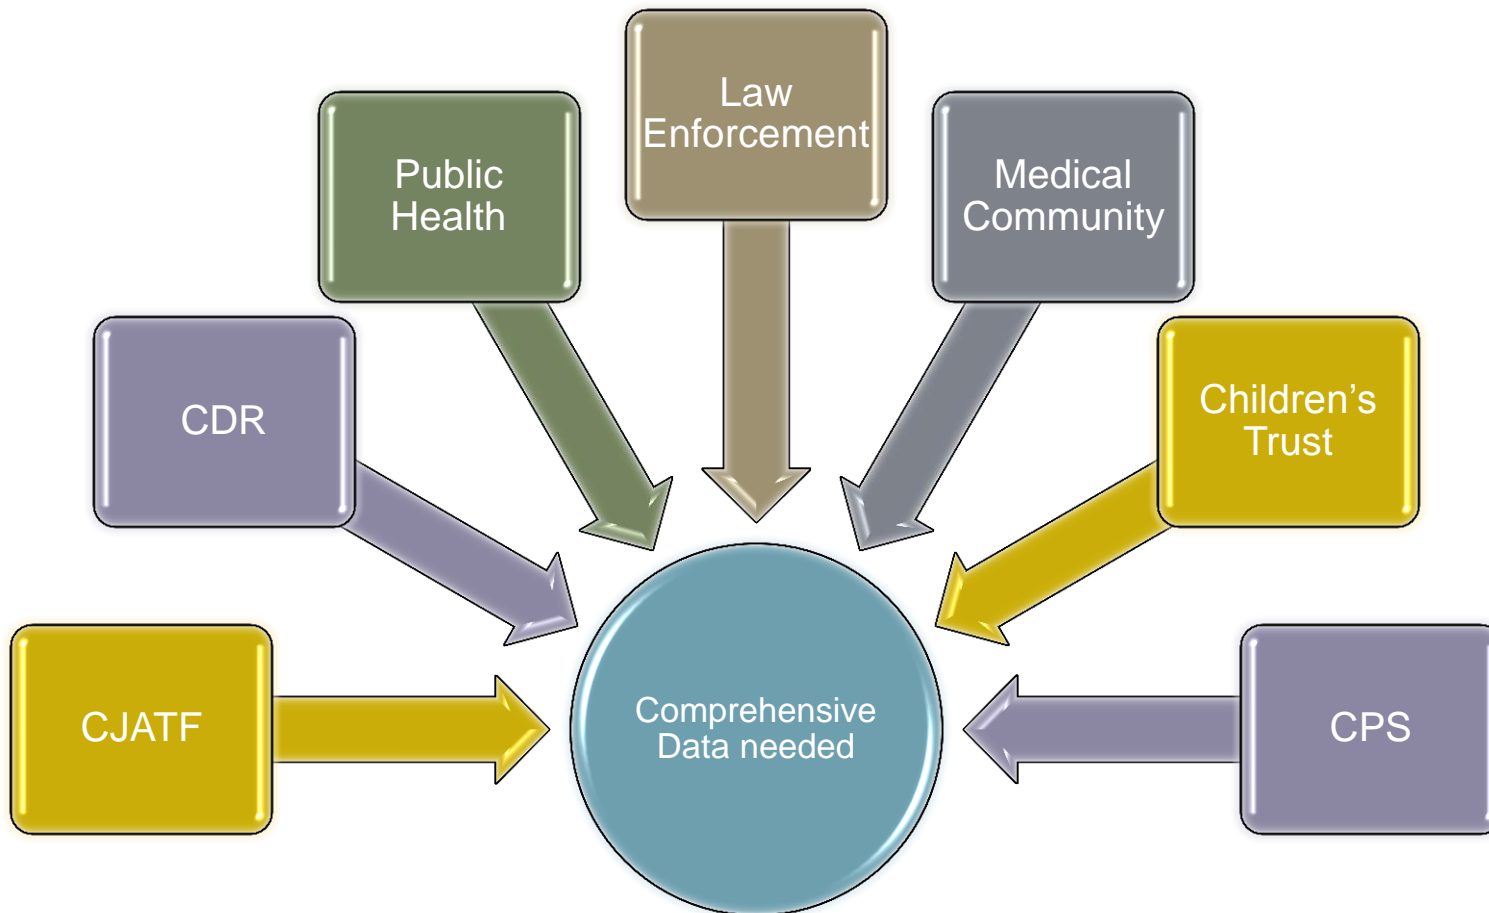 Law
Enforcement
Public
Health
Medical
Community
CDR
Children’s
Trust
CJATF
Comprehensive
Data needed
CPS